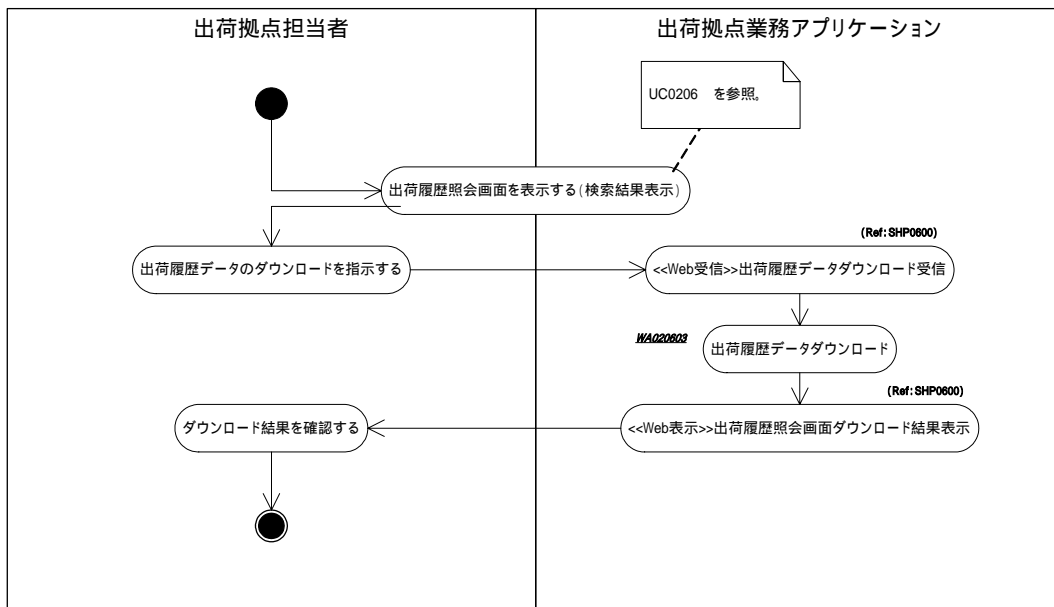 出荷拠点担当者
出荷拠点業務アプリケーション
UC0206 を参照。
出荷履歴照会画面を表示する(検索結果表示)
(Ref:SHP0600)
出荷履歴データのダウンロードを指示する
<<Web受信>>出荷履歴データダウンロード受信
WA020603
出荷履歴データダウンロード
(Ref:SHP0600)
ダウンロード結果を確認する
<<Web表示>>出荷履歴照会画面ダウンロード結果表示